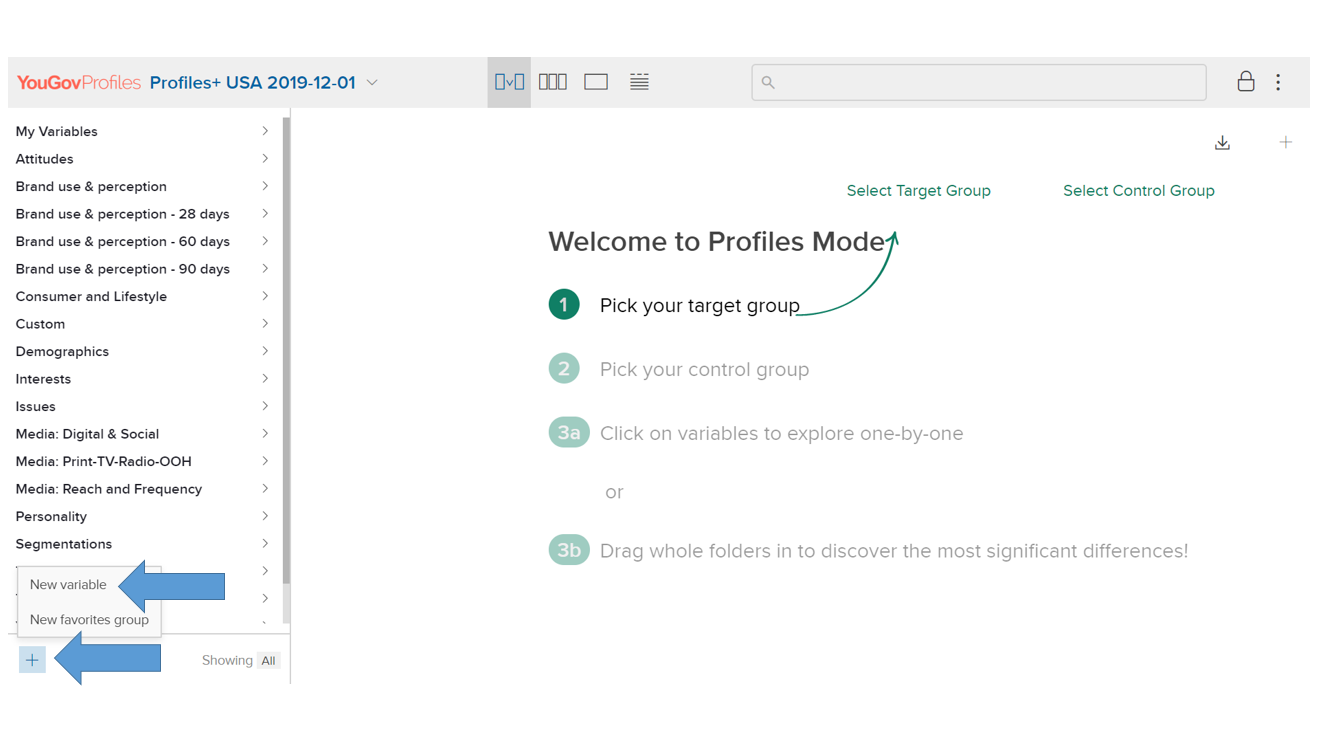 YouGovProfiles Profiles+ USA 2019-12-01
My Variables
Attitudes
Brand use & perception
Brand use & perception - 28 days
Brand use & perception - 60 days
Brand use & perception - 90 days
Consumer and Lifestyle
Custom
Demographics
Interests
Issues
Media: Digital & Social
Media: Print-TV-Radio-OOH
Media: Reach and Frequency
Personality
Segmentations
New variable
New favorites group
Showing All
Select Target Group Select Control Group
Welcome to Profiles Mode
1 Pick your target group
2 Pick your control group
3a Click on variables to explore one-by-one
or
3b Drag whole folders in to discover the most significant differences!